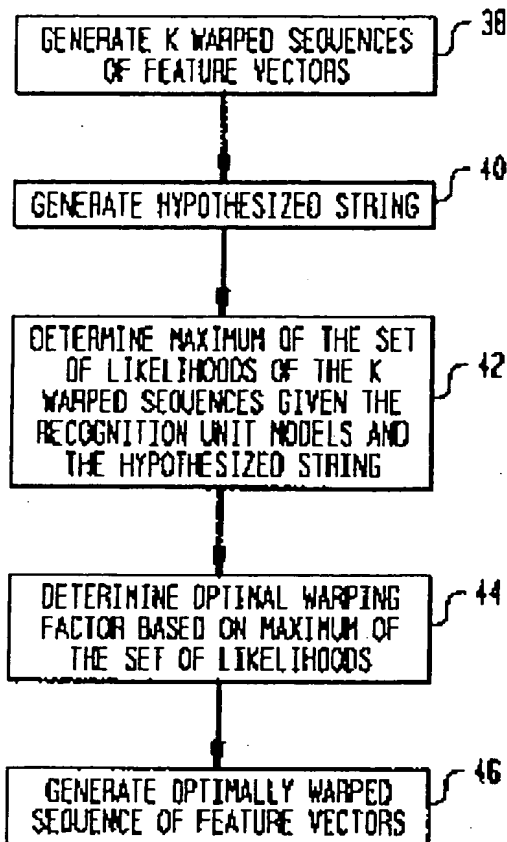 GENERATE K WARPED SEQUENCES
OF FEATURE VECTORS
38
GENERATE HYPOTHESIZED STRING
40
DETERMINE MAXIMUM OF THE SET
OF LIKELIHOODS OF THE K
WARPED SEQUENCES GIVEN THE
RECOGNITION UNIT MODELS AND
THE HYPOTHESIZED STRING
42
DETERIMINE OPTIMAL WARPING
FACTOR BASED ON MAXIMUM OF
THE SET OF LIKELIHOODS
44
GENERATE OPTIMALLY WARPED
SEQUENCE OF FEATURE VECTORS
46